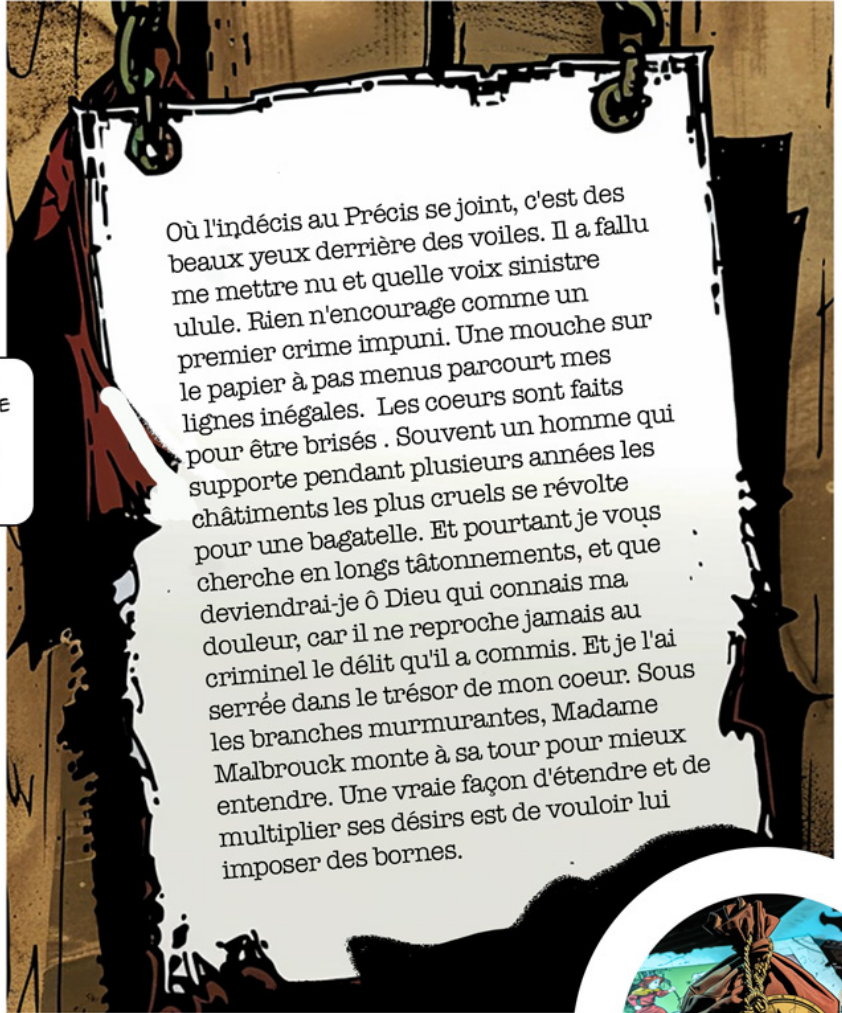 Où l'indécis au Précis se joint, c'est des
beaux yeux derrière des voiles. Il a fallu
me mettre nu et quelle voix sinistre
ulule. Rien n'encourage comme un
premier crime impuni. Une mouche sur
le papier à pas menus parcourt mes
lignes inégales.  Les coeurs sont faits
pour être brisés . Souvent un homme qui
supporte pendant plusieurs années les
châtiments les plus cruels se révolte
pour une bagatelle. Et pourtant je vous
cherche en longs tâtonnements, et que
deviendrai-je ô Dieu qui connais ma
douleur, car il ne reproche jamais au
criminel le délit qu'il a commis. Et je l'ai
serrée dans le trésor de mon coeur. Sous
les branches murmurantes, Madame
Malbrouck monte à sa tour pour mieux
entendre. Une vraie façon d'étendre et de
multiplier ses désirs est de vouloir lui
imposer des bornes.
E